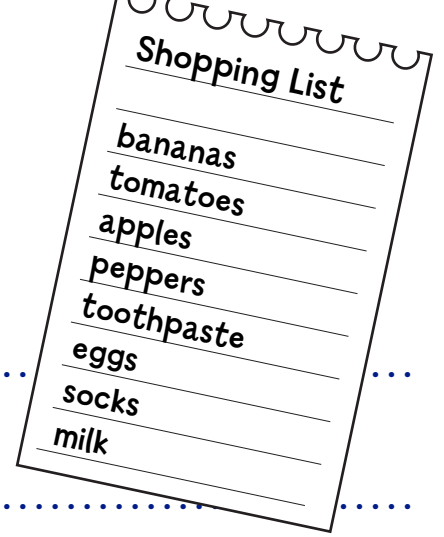 Shopping List
bananas
tomatoes
apples
peppers
toothpaste
eggs
socks
milk